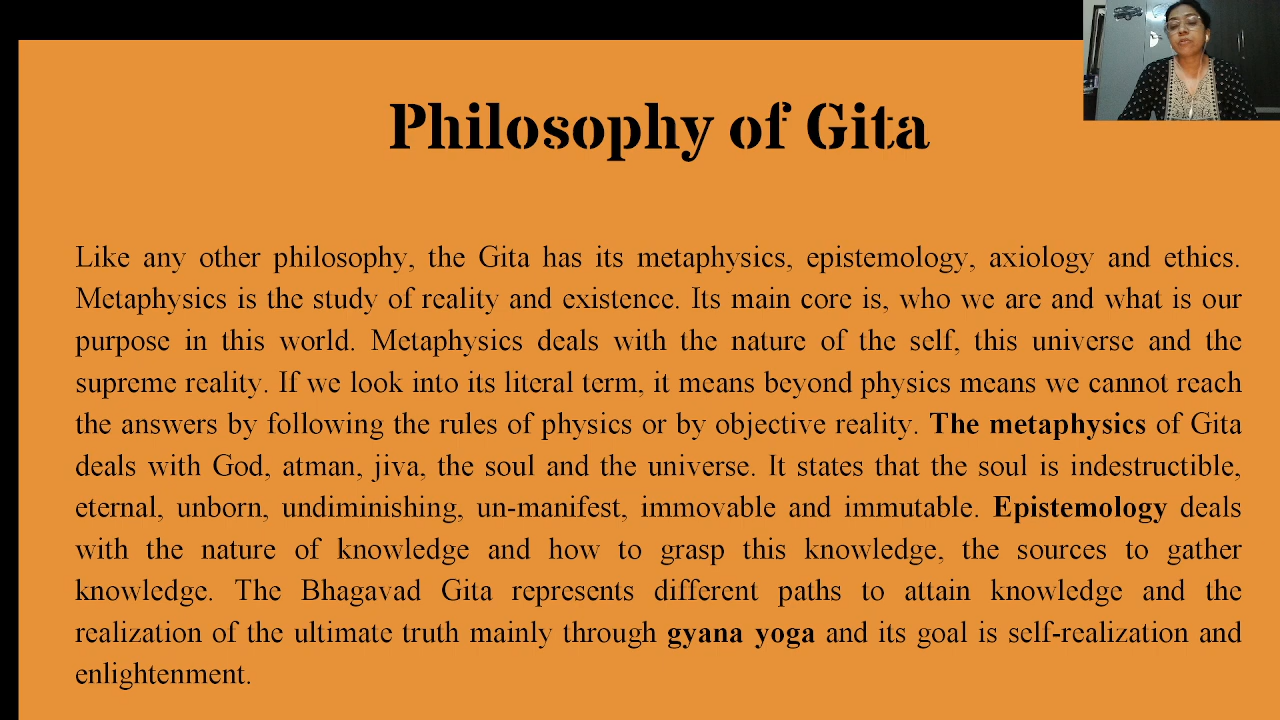 Philosophy of Gita
Like any other philosophy, the Gita has its metaphysics, epistemology, axiology and ethics.
Metaphysics is the study of reality and existence. Its main core is, who we are and what is our
purpose in this world. Metaphysics deals with the nature of the self, this universe and the
supreme reality. If we look into its literal term, it means beyond physics means we cannot reach
the answers by following the rules of physics or by objective reality. The metaphysics of Gita
deals with God, atman, jiva, the soul and the universe. It states that the soul is indestructible,
eternal, unborn, undiminishing, un-manifest, immovable and immutable. Epistemology deals
with the nature of knowledge and how to grasp this knowledge, the sources to gather
knowledge. The Bhagavad Gita represents different paths to attain knowledge and the
realization of the ultimate truth mainly through gyana yoga and its goal is self-realization and
enlightenment.